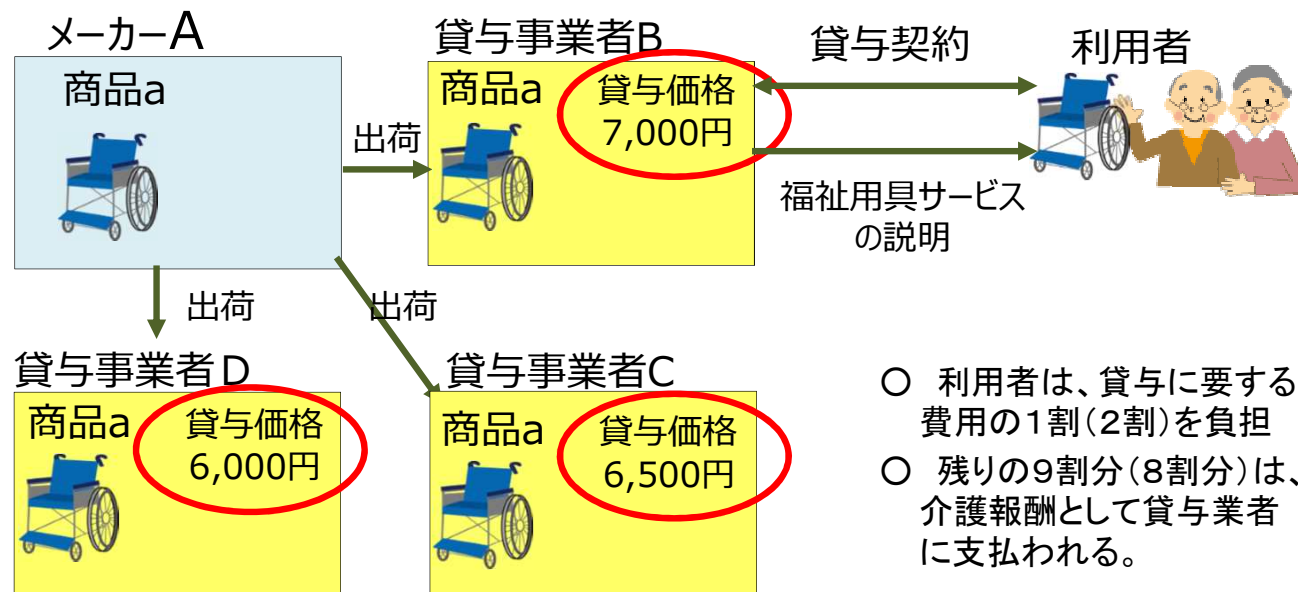 メーカーA
商品a
出荷
貸与事業者B
商品a
貸与価格
7,000円
貸与契約
利用者
福祉用具サービス
の説明
出荷
出荷
貸与事業者D
商品a
貸与価格
6,000円
貸与事業者C
商品a
貸与価格
6,500円
○ 利用者は、貸与に要する
費用の1割(2割)を負担
○ 残りの9割分(8割分)は、
介護報酬として貸与業者
に支払われる。